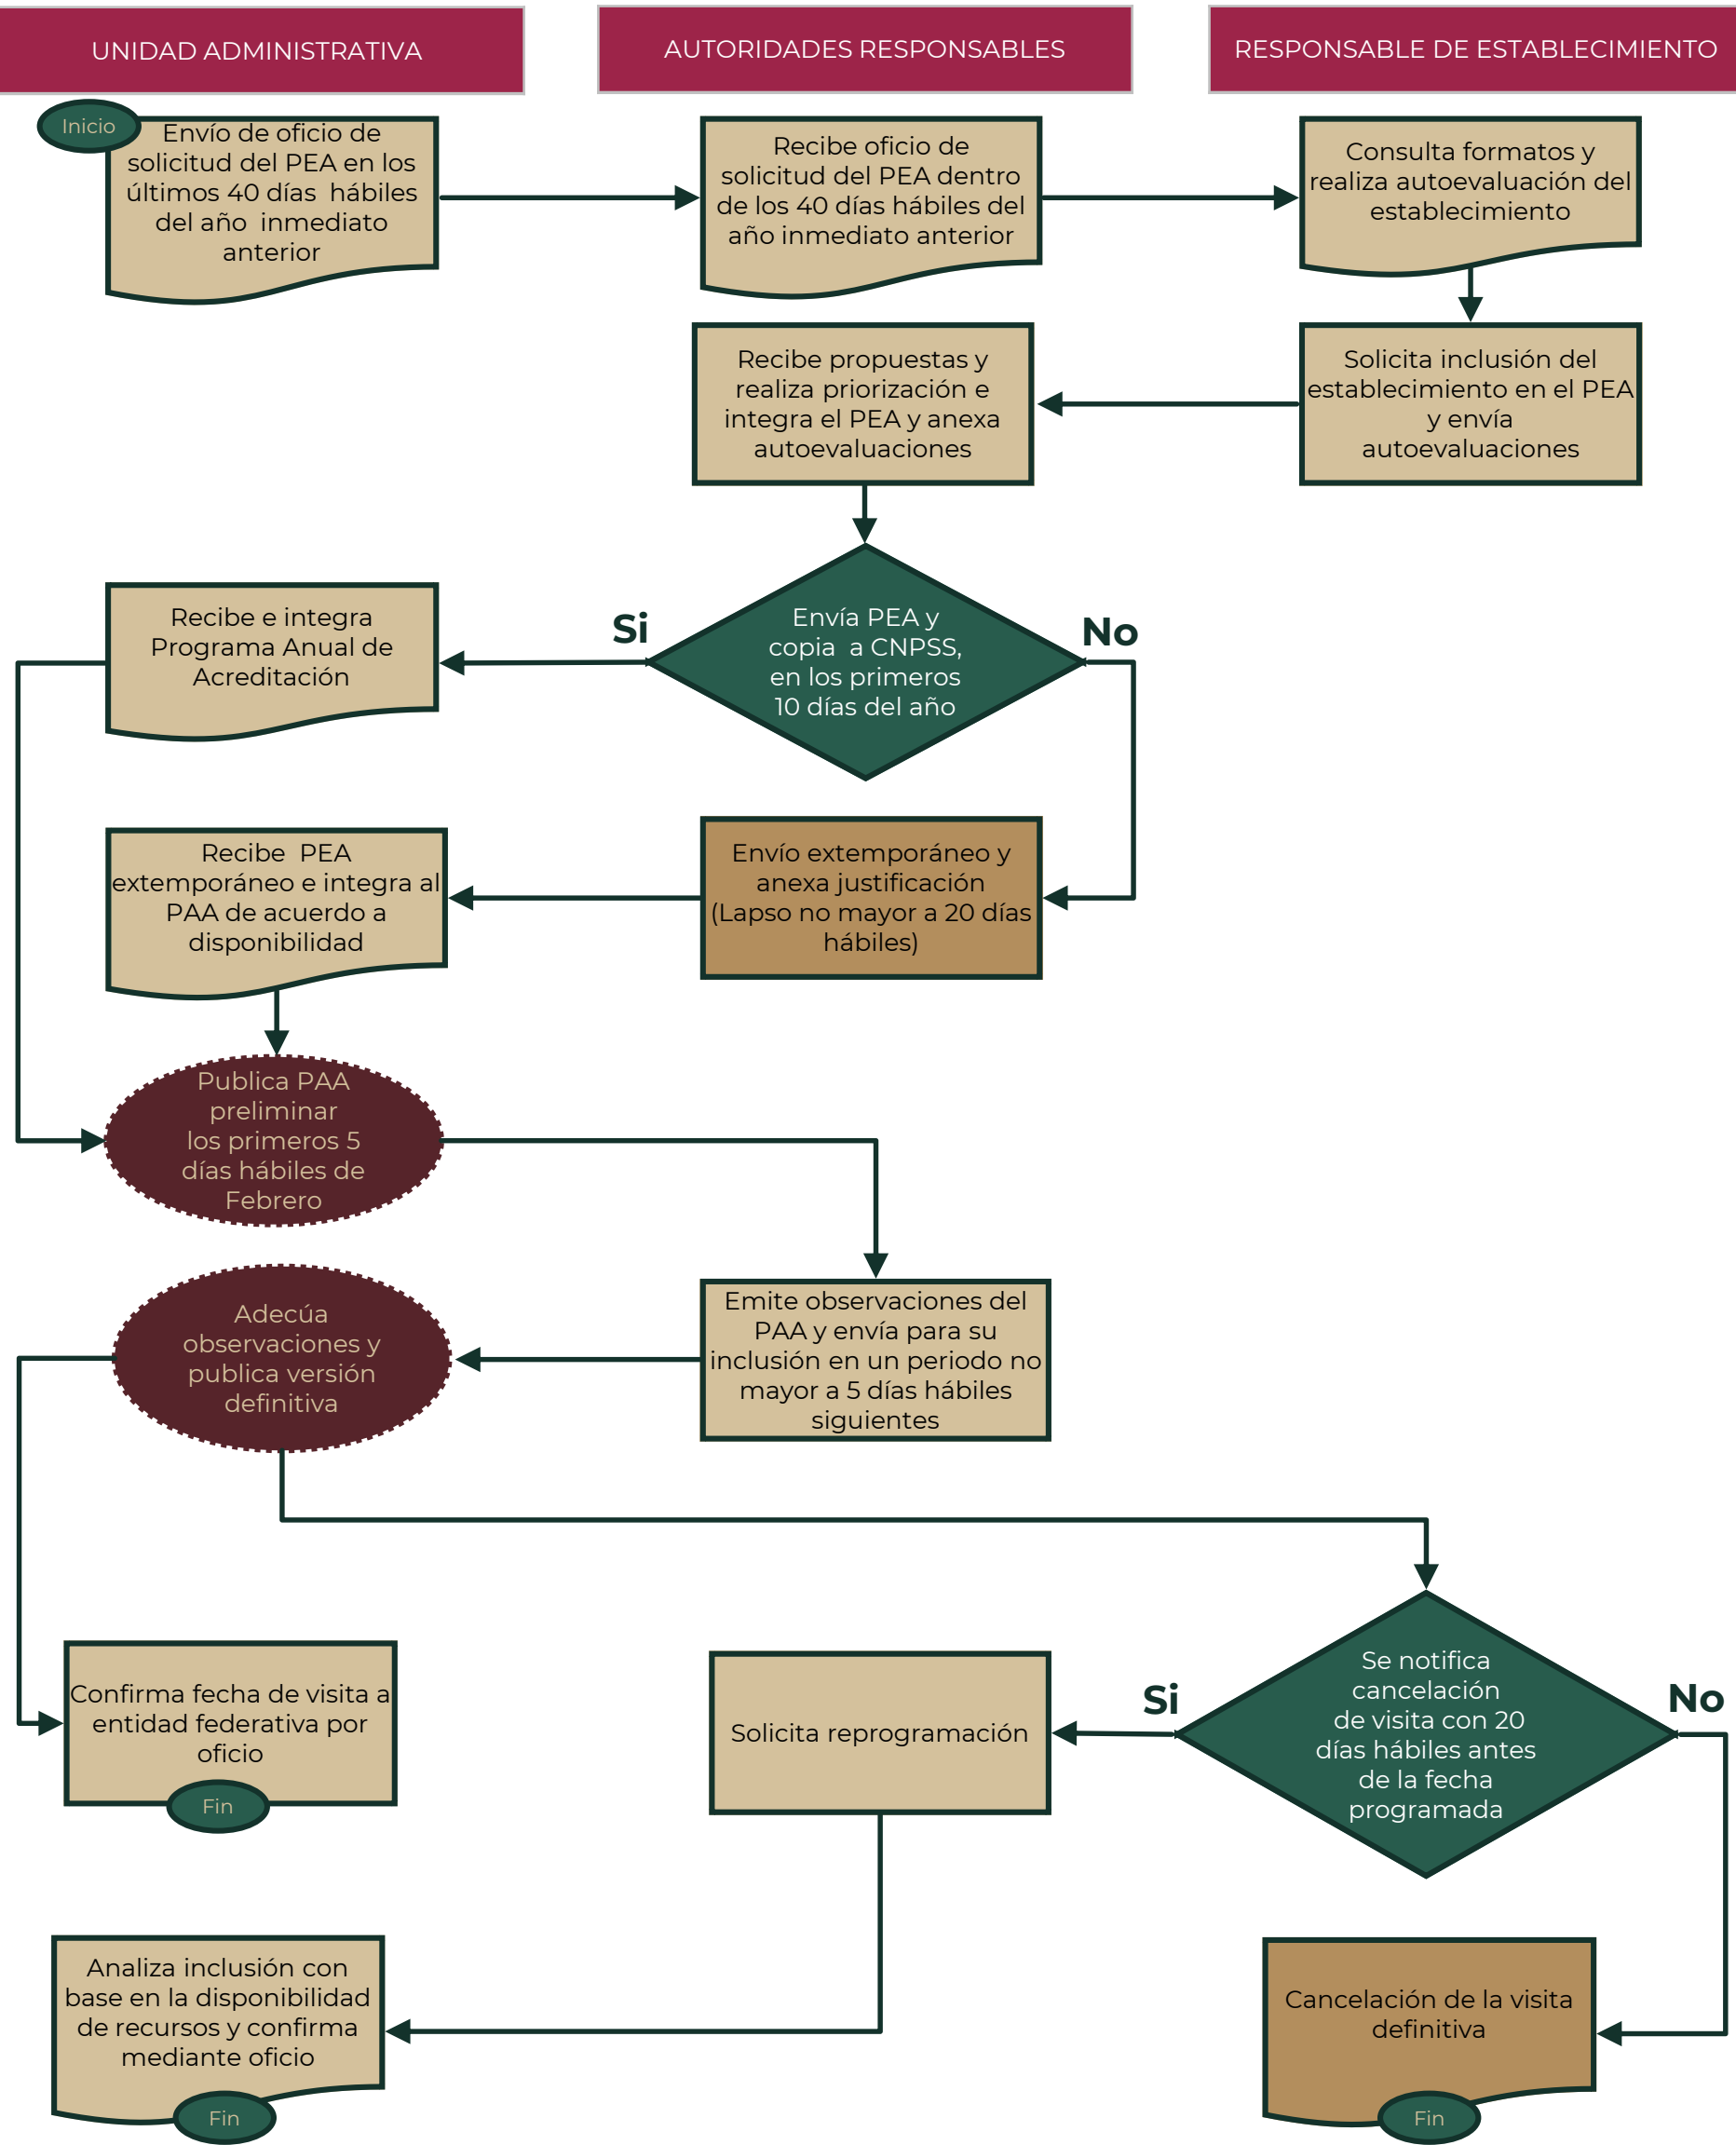 UNIDAD ADMINISTRATIVA
AUTORIDADES RESPONSABLES
RESPONSABLE DE ESTABLECIMIENTO
Inicio
Envío de oficio de
solicitud del PEA en los
últimos 40 días hábiles
del año inmediato
anterior
Recibe oficio de
solicitud del PEA dentro
de los 40 días hábiles del
año inmediato anterior
Consulta formatos y
realiza autoevaluación del
establecimiento
Recibe propuestas y
realiza priorización e
integra el PEA y anexa
autoevaluaciones
Solicita inclusión del
establecimiento en el PEA
y envía
autoevaluaciones
Recibe e integra
Programa Anual de
Acreditación
Si
Envía PEA y
copia a CNPSS,
en los primeros
10 días del año
No
Recibe PEA
extemporáneo e integra al
PAA de acuerdo a
disponibilidad
Envío extemporáneo y
anexa justificación
(Lapso no mayor a 20 días
hábiles)
Publica PAA
preliminar
los primeros 5
días hábiles de
Febrero
Adecúa
observaciones y
publica versión
definitiva
Emite observaciones del
PAA y envía para su
inclusión en un periodo no
mayor a 5 días hábiles
siguientes
Confirma fecha de visita a
entidad federativa por
oficio
Fin
Solicita reprogramación
Si
Se notifica
cancelación
de visita con 20
días hábiles antes
de la fecha
programada
No
Analiza inclusión con
base en la disponibilidad
de recursos y confirma
mediante oficio
Fin
Cancelación de la visita
definitiva
Fin